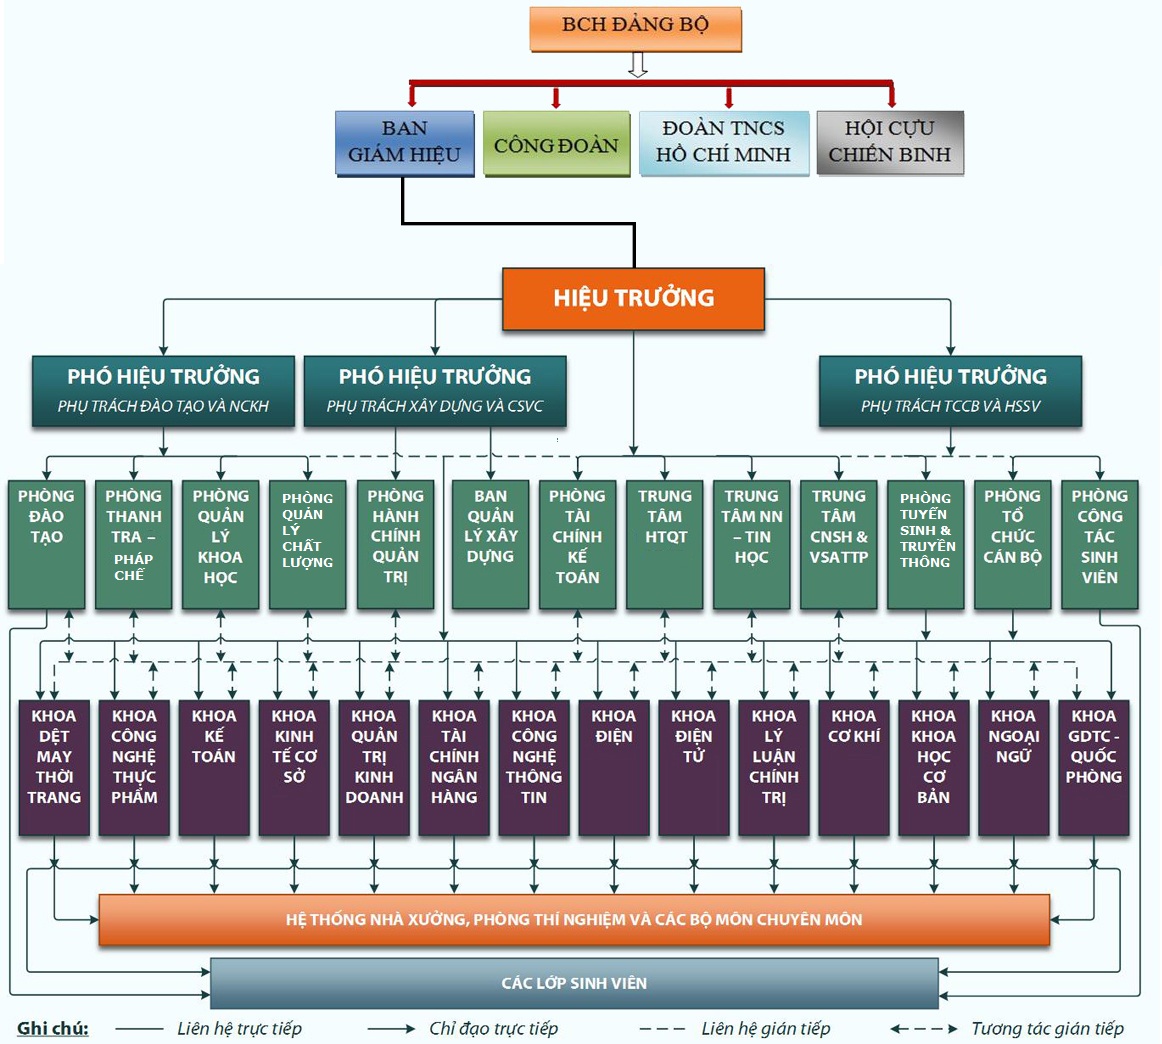 BCH ĐẢNG BỘ
BAN
GIÁM HIỆU
CÔNG ĐOÀN
ĐOÀN TNCS
HỒ CHÍ MINH
HỘI CỰU
CHIẾN BINH
HIỆU TRƯỞNG
PHÓ HIỆU TRƯỞNG
PHỤ TRÁCH ĐÀO TẠO VÀ NCKH
PHÓ HIỆU TRƯỞNG
PHỤ TRÁCH XÂY DỰNG VÀ CSVC
PHÓ HIỆU TRƯỞNG
PHỤ TRÁCH TCCB VÀ HSSV
PHÒNG
ĐÀO
TẠO
PHÒNG
THANH
TRA –
PHÁP
CHẾ
PHÒNG
QUẢN
LÝ
KHOA
HỌC
PHÒNG
QUẢN
LÝ
CHẤT
LƯỢNG
PHÒNG
HÀNH
CHÍNH
QUẢN
TRỊ
BAN
QUẢN
LÝ XÂY
DỰNG
PHÒNG
TÀI
CHÍNH
KẾ
TOÁN
TRUNG
TÂM
HTQT
TRUNG
TÂM NN
– TIN
HỌC
TRUNG
TÂM
CNSH &
VSATTP
PHÒNG
TUYỂN
SINH &
TRUYỀN
THÔNG
PHÒNG
TỔ
CHỨC
CÁN BỘ
PHÒNG
CÔNG
TÁC
SINH
VIÊN
KHOA
DỆT
MAY
THỜI
TRANG
KHOA
CÔNG
NGHỆ
THỰC
PHẨM
KHOA
KẾ
TOÁN
KHOA
KINH
TẾ CƠ
SỞ
KHOA
QUẢN
TRỊ
KINH
DOANH
KHOA
TÀI
CHÍNH
NGÂN
HÀNG
KHOA
CÔNG
NGHỆ
THÔNG
TIN
KHOA
ĐIỆN
KHOA
ĐIỆN
TỬ
KHOA
LÝ
LUẬN
CHÍNH
TRỊ
KHOA
CƠ KHÍ
KHOA
KHOA
HỌC
CƠ
BẢN
KHOA
NGOẠI
NGỮ
KHOA
GDTC -
QUỐC
PHÒNG
HỆ THỐNG NHÀ XƯỞNG, PHÒNG THÍ NGHIỆM VÀ CÁC BỘ MÔN CHUYÊN MÔN
CÁC LỚP SINH VIÊN
Ghi chú:
Liên hệ trực tiếp
Chỉ đạo trực tiếp
Liên hệ gián tiếp
Tương tác gián tiếp